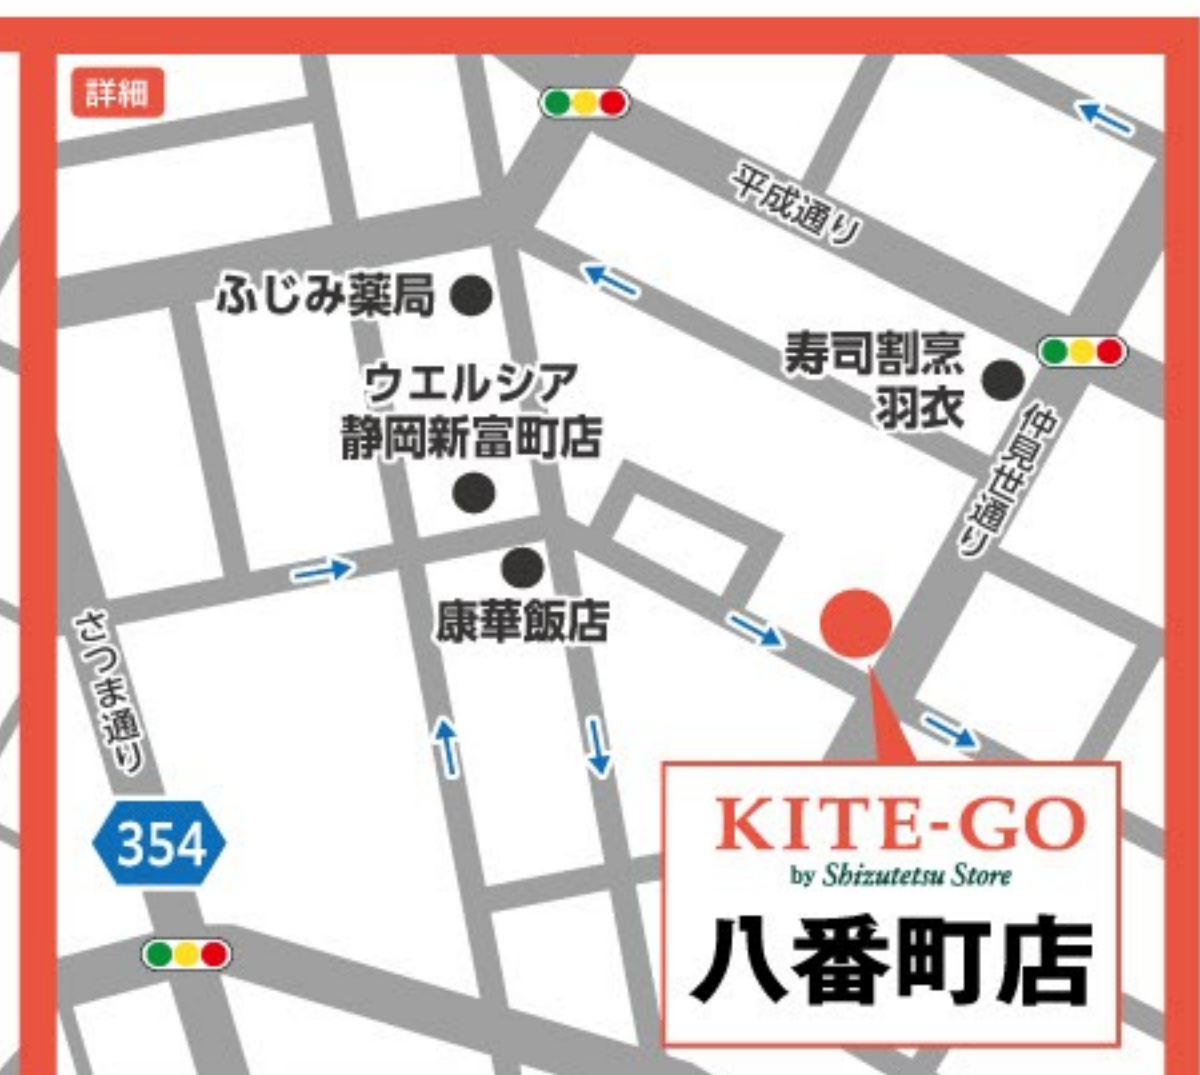 詳細
平成通り
ふじみ薬局
寿司割烹
羽衣
ウエルシア
静岡新富町店
仲見世通り
康華飯店
さつま通り
354
KITE-GO
by Shizutetsu Store
八番町店